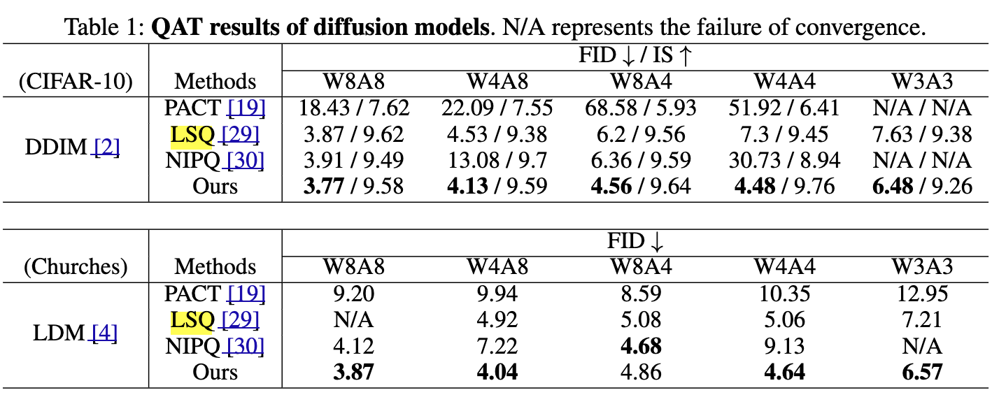 Table 1: QAT results of diffusion models. N/A represents the failure of convergence.
FID ↓ / IS ↑
(CIFAR-10) Methods W8A8 W4A8 W8A4 W4A4 W3A3
PACT [19] 18.43 / 7.62 22.09 / 7.55 68.58 / 5.93 51.92 / 6.41 N/A / N/A
LSQ [29] 3.87 / 9.62 4.53 / 9.38 6.2 / 9.56 7.3 / 9.45 7.63 / 9.38
DDIM [2]
NIPQ [30] 3.91 / 9.49 13.08 / 9.7 6.36 / 9.59 30.73 / 8.94 N/A / N/A
Ours 3.77 / 9.58 4.13 / 9.59 4.56 / 9.64 4.48 / 9.76 6.48 / 9.26
FID ↓
(Churches) Methods W8A8 W4A8 W8A4 W4A4 W3A3
PACT [19] 9.20 9.94 8.59 10.35 12.95
LSQ [29] N/A 4.92 5.08 5.06 7.21
LDM [4]
NIPQ [30] 4.12 7.22 4.68 9.13 N/A
Ours 3.87 4.04 4.86 4.64 6.57